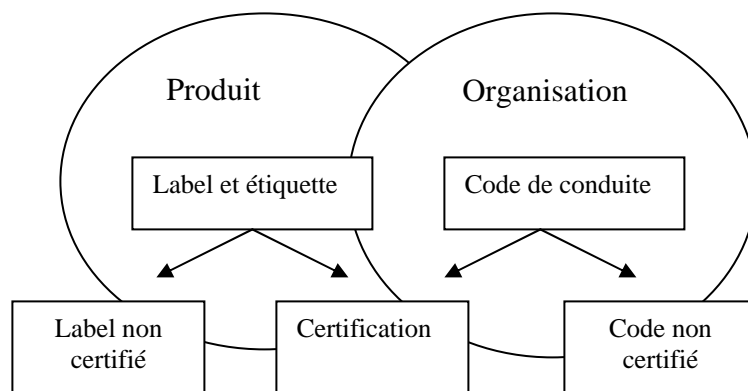 Produit
Organisation
Label et étiquette
Code de conduite
Label non
certifié
Certification
Code non
certifié